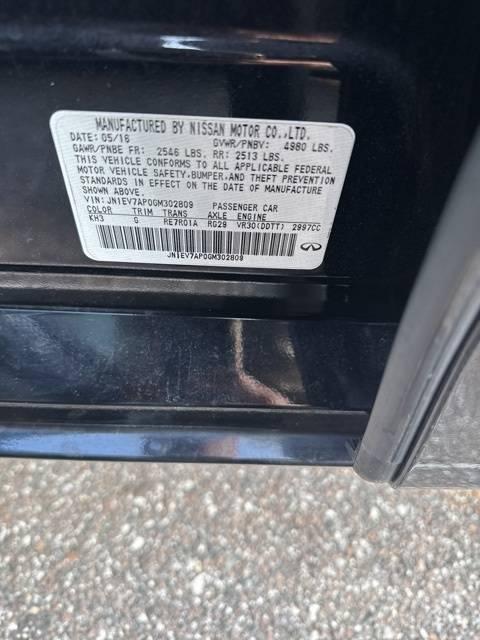 MANUFACTURED BY NISSAN MOTOR CO.,LTD.
DATE: 05/16 GVWR/PNBV: 4980 LBS.
GAWR/PNBE FR: 2546 LBS. RR: 2513 LBS.
THIS VEHICLE CONFORMS TO ALL APPLICABLE FEDERAL
MOTOR VEHICLE SAFETY,BUMPER,AND THEFT PREVENTION
STANDARDS IN EFFECT ON THE DATE OF MANUFACTURE
SHOWN ABOVE.
VIN: JN1EV7AP0GM302809 PASSENGER CAR
COLOR TRIM TRANS AXLE ENGINE
KH3 G RE7R01A RG29 VR30(DDTT) 2997CC
JN1EV7AP0GM302809